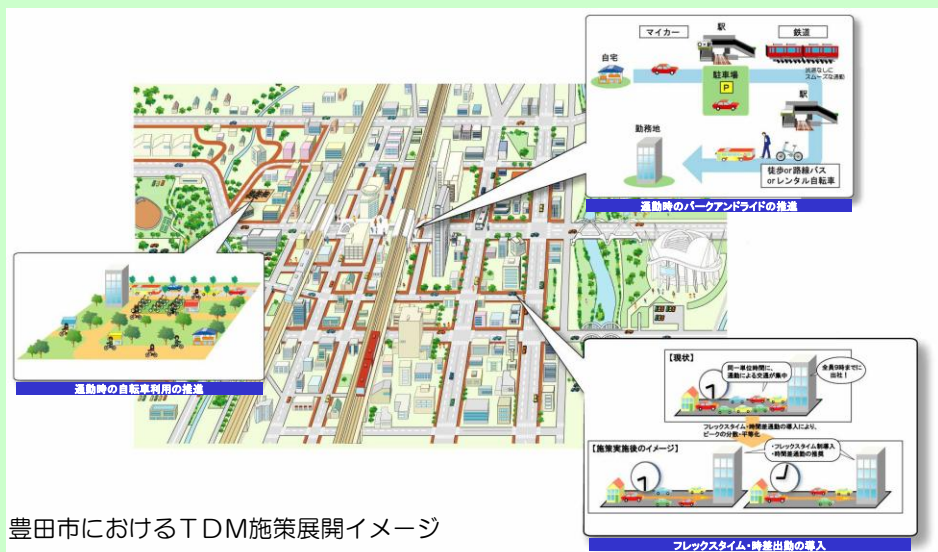 マイカー
駅
鉄道
自宅
駐車場
P
渋滞なしに
スムーズな通勤
駅
勤務地
徒歩or路線バス
orレンタル自転車
通勤時のパークアンドライドの推進
通勤時の自転車利用の推進
【現状】
同一単位時間に、
通勤による交通が集中
全員9時までに
出社！
フレックスタイム・時間差通勤の導入により、
ピークの分散・平準化
【施策実施後のイメージ】
・フレックスタイム制導入
・時間差通勤の推奨
フレックスタイム・時差出勤の導入
豊田市におけるＴＤＭ施策展開イメージ